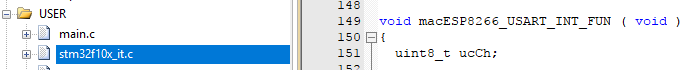 USER
main.c
stm32f10x_it.c
148
149 void macESP8266_USART_INT_FUN ( void )
150 {
151 uint8_t ucCh;